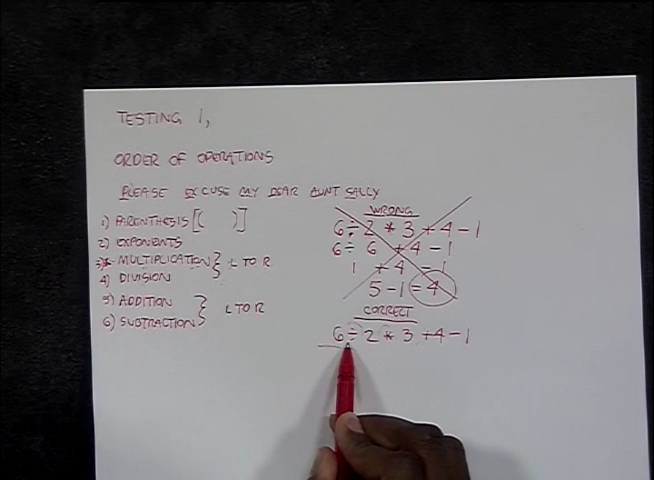 TESTING 1,
ORDER OF OPERATIONS
PLEASE EXCUSE MY DEAR AUNT SALLY
1) PARENTHESIS [( )]
2) EXPONENTS
3) MULTIPLICATION } L TO R
4) DIVISION
5) ADDITION } L TO R
6) SUBTRACTION
WRONG
6 ÷ 2 * 3 + 4 - 1
6 ÷ 6 + 4 - 1
1 + 4 - 1
5 - 1 = 4
CORRECT
6 ÷ 2 * 3 + 4 - 1